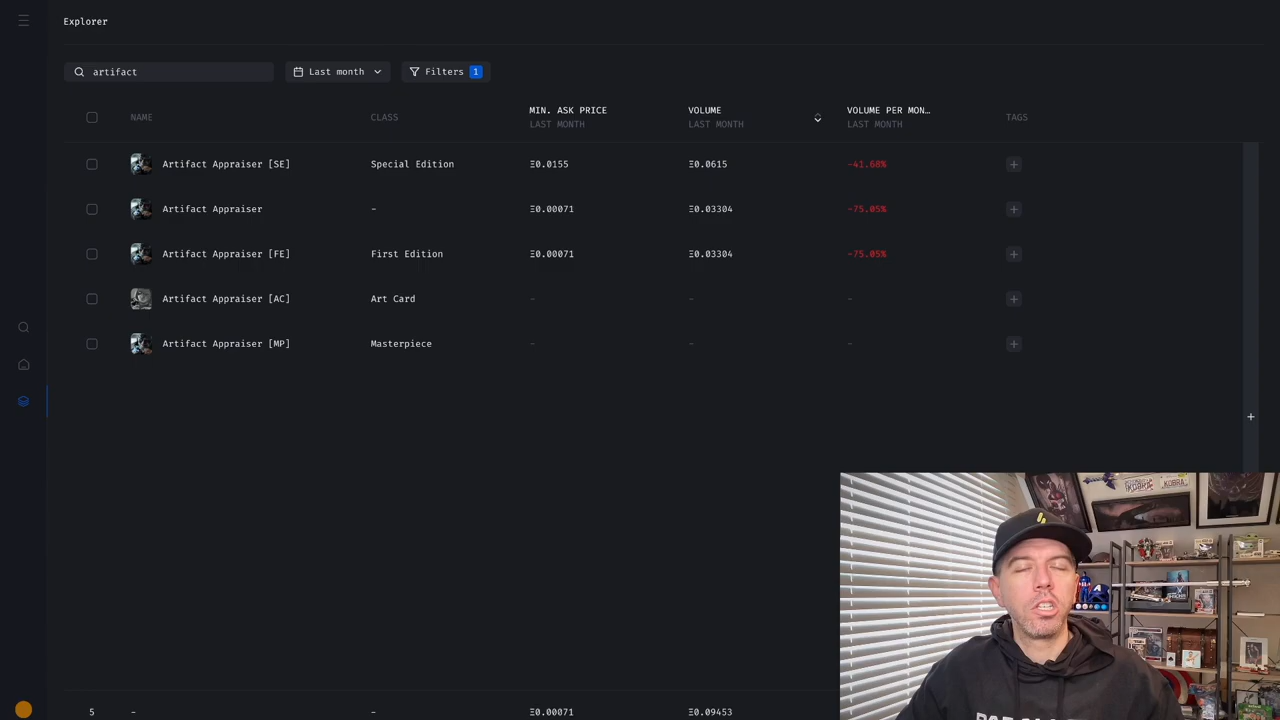 Explorer
artifact
Last month
Filters 1
NAME CLASS MIN. ASK PRICE LAST MONTH VOLUME LAST MONTH VOLUME PER MON… LAST MONTH TAGS
Artifact Appraiser [SE] Special Edition Ξ0.0155 Ξ0.0615 -41.68% +
Artifact Appraiser – Ξ0.00071 Ξ0.03304 -75.05% +
Artifact Appraiser [FE] First Edition Ξ0.00071 Ξ0.03304 -75.05% +
Artifact Appraiser [AC] Art Card – – – +
Artifact Appraiser [MP] Masterpiece – – – +
+
KOBRA
5 – – Ξ0.00071 Ξ0.09453